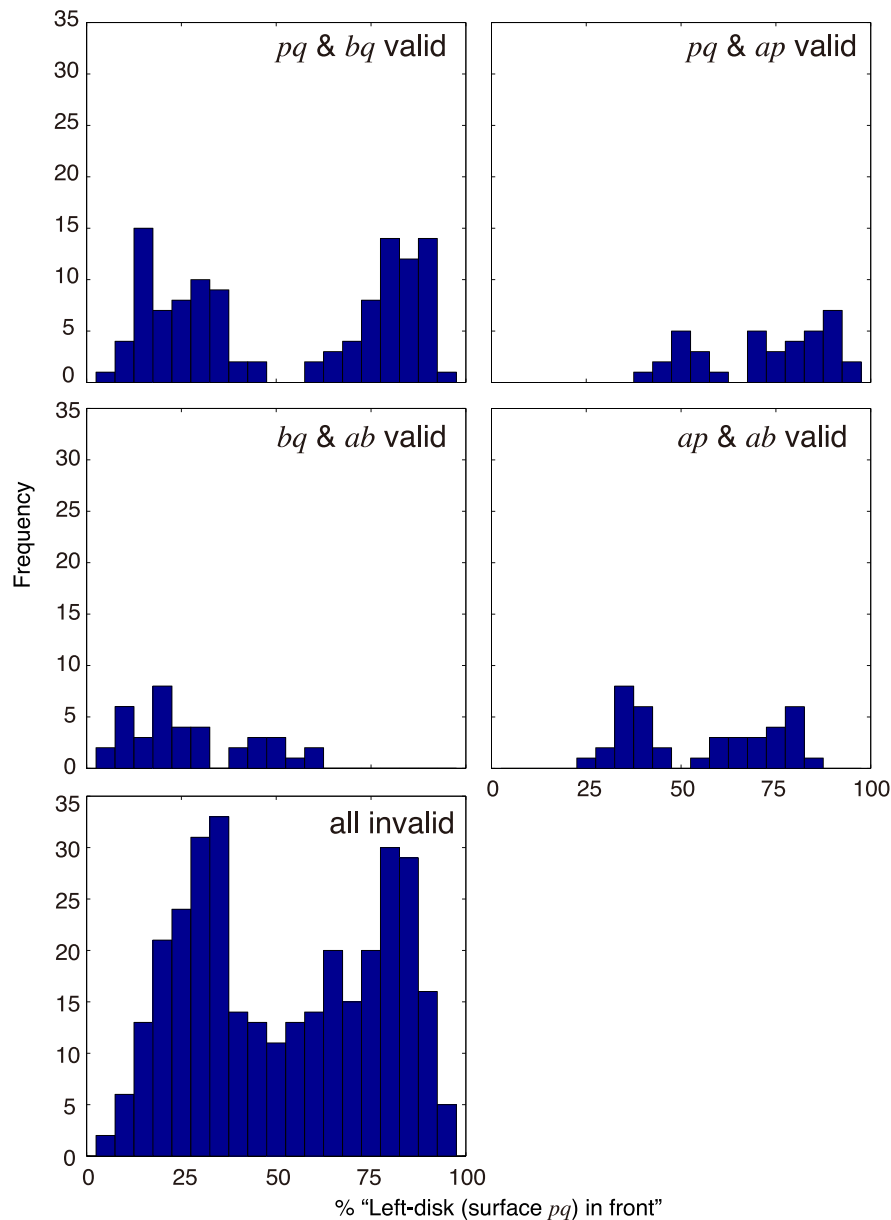 35
30
25
20
15
10
5
0
pq & bq valid
pq & ap valid
35
30
25
20
15
10
5
0
bq & ab valid
ap & ab valid
0 25 50 75 100
Frequency
35
30
25
20
15
10
5
0
all invalid
0 25 50 75 100
% “Left-disk (surface pq) in front”